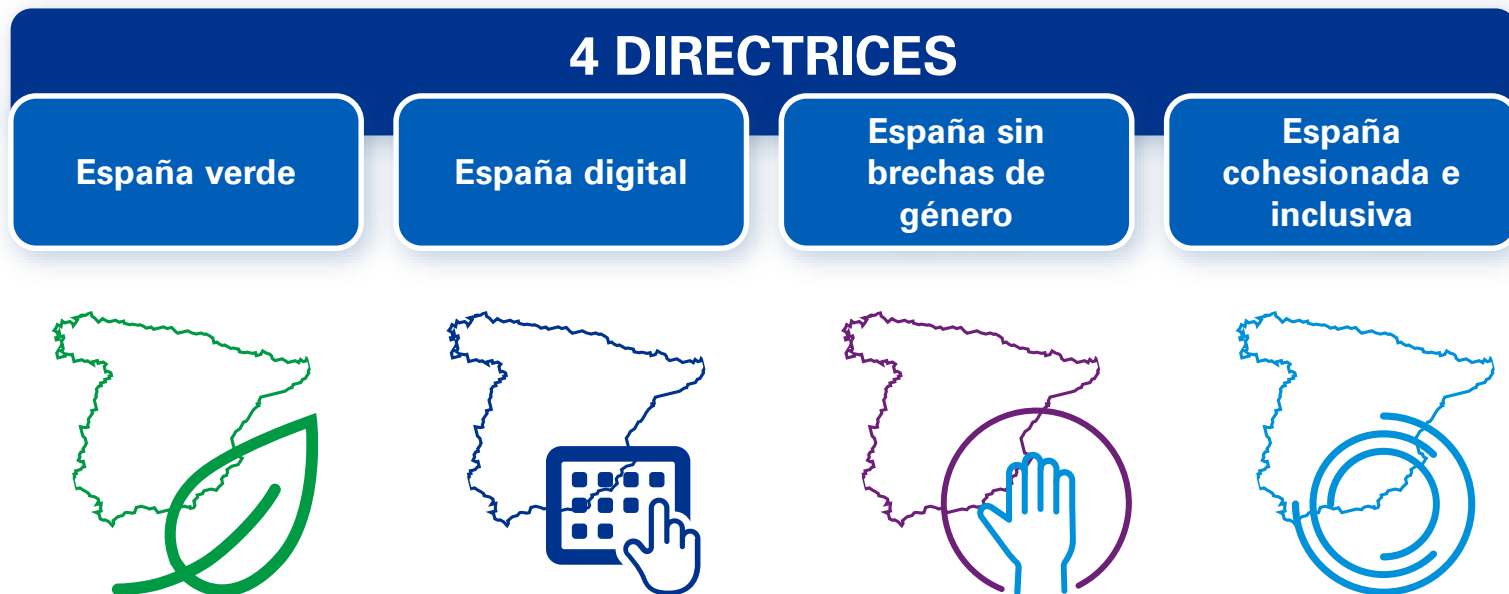 4 DIRECTRICES
España verde
España digital
España sin
brechas de
género
España
cohesionada e
inclusiva